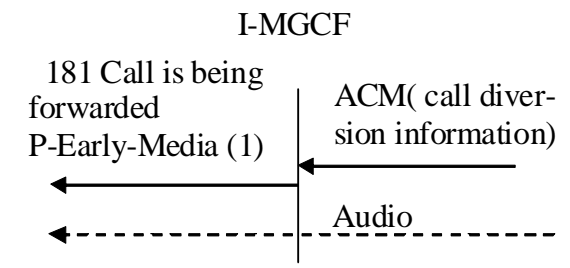 I-MGCF
181 Call is being
forwarded
P-Early-Media (1)
ACM( call diver-
sion information)
Audio